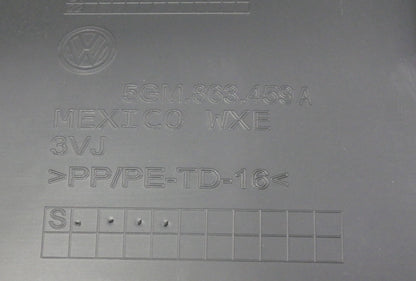 5GM.863.459 A
MEXICO WXE
3VJ
>PP/PE-TD-16<
S